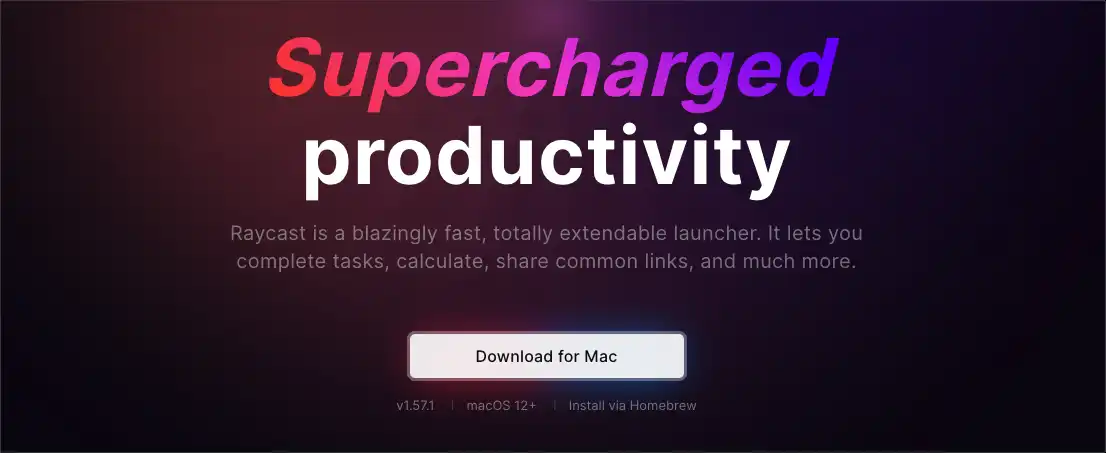 Supercharged
productivity
Raycast is a blazingly fast, totally extendable launcher. It lets you
complete tasks, calculate, share common links, and much more.
Download for Mac
v1.57.1 | macOS 12+ | Install via Homebrew